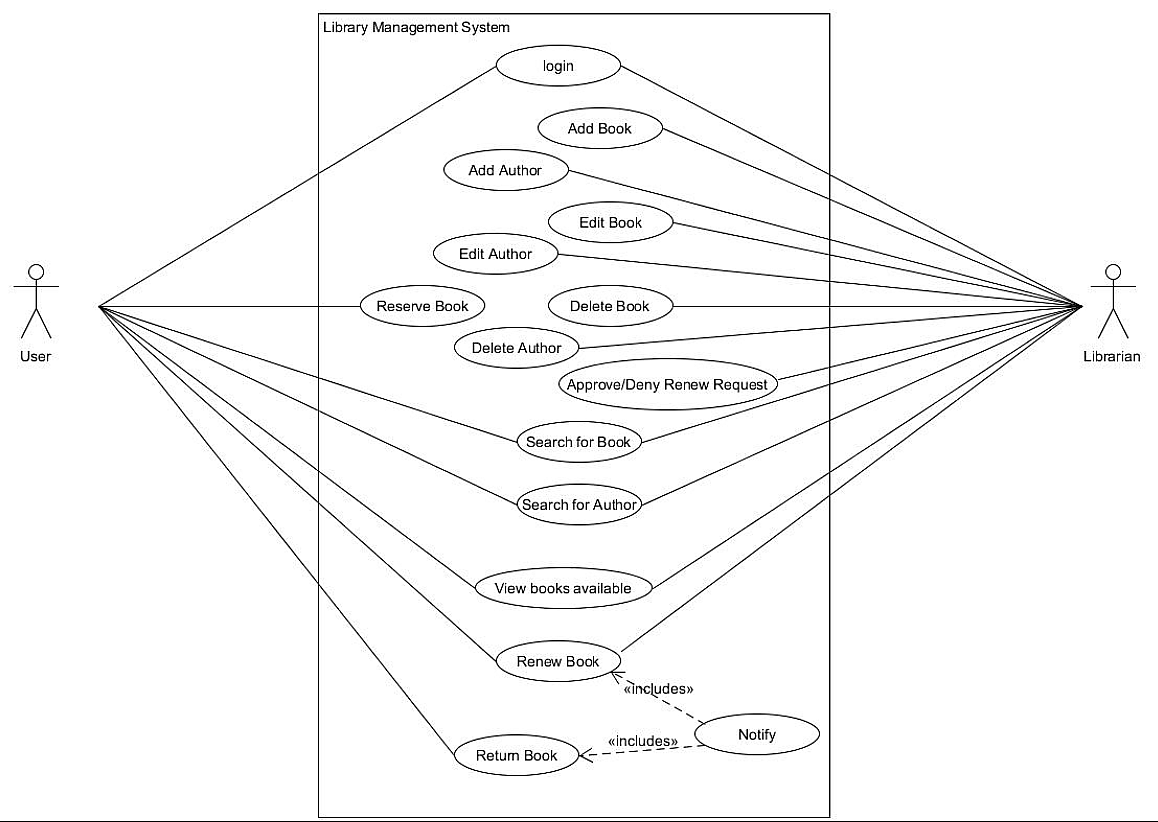 Library Management System
login
Add Book
Add Author
Edit Book
Edit Author
Reserve Book
Delete Book
Delete Author
User
Librarian
Approve/Deny Renew Request
Search for Book
Search for Author
View books available
Renew Book
«includes»
Notify
«includes»
Return Book